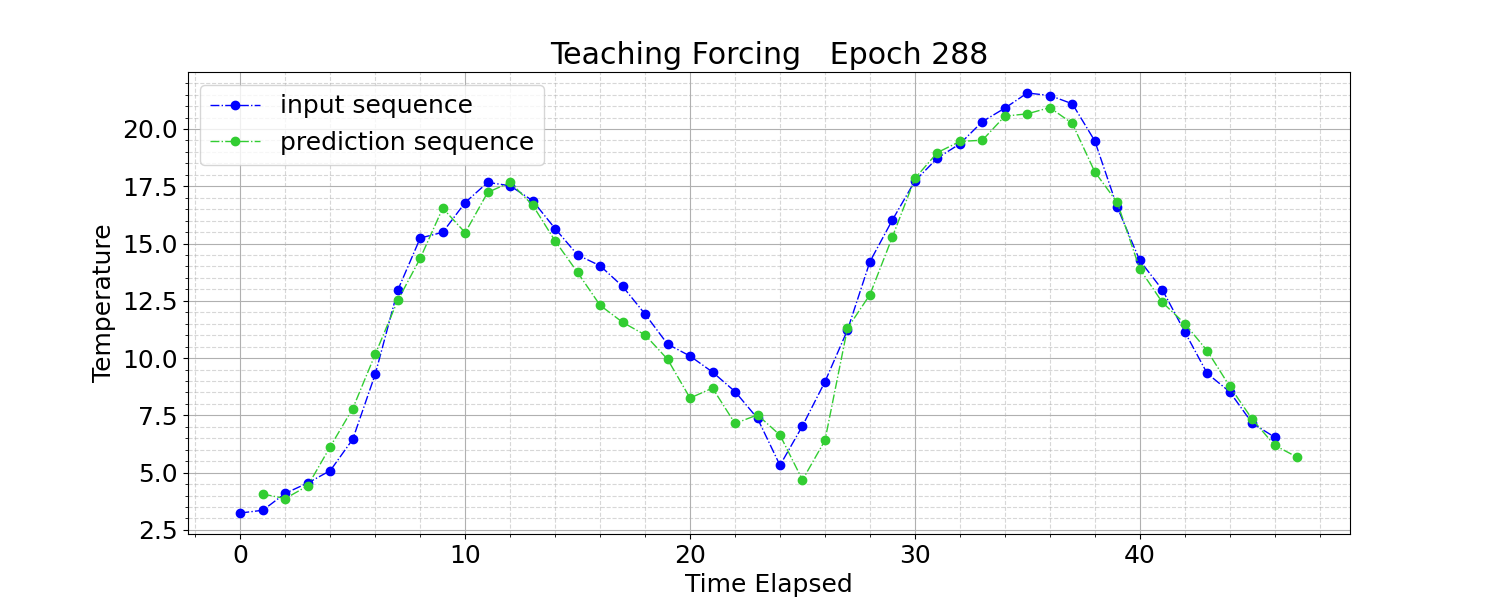 Teaching Forcing   Epoch 288
input sequence
prediction sequence
20.0
17.5
15.0
12.5
10.0
7.5
5.0
2.5
Temperature
0 10 20 30 40
Time Elapsed